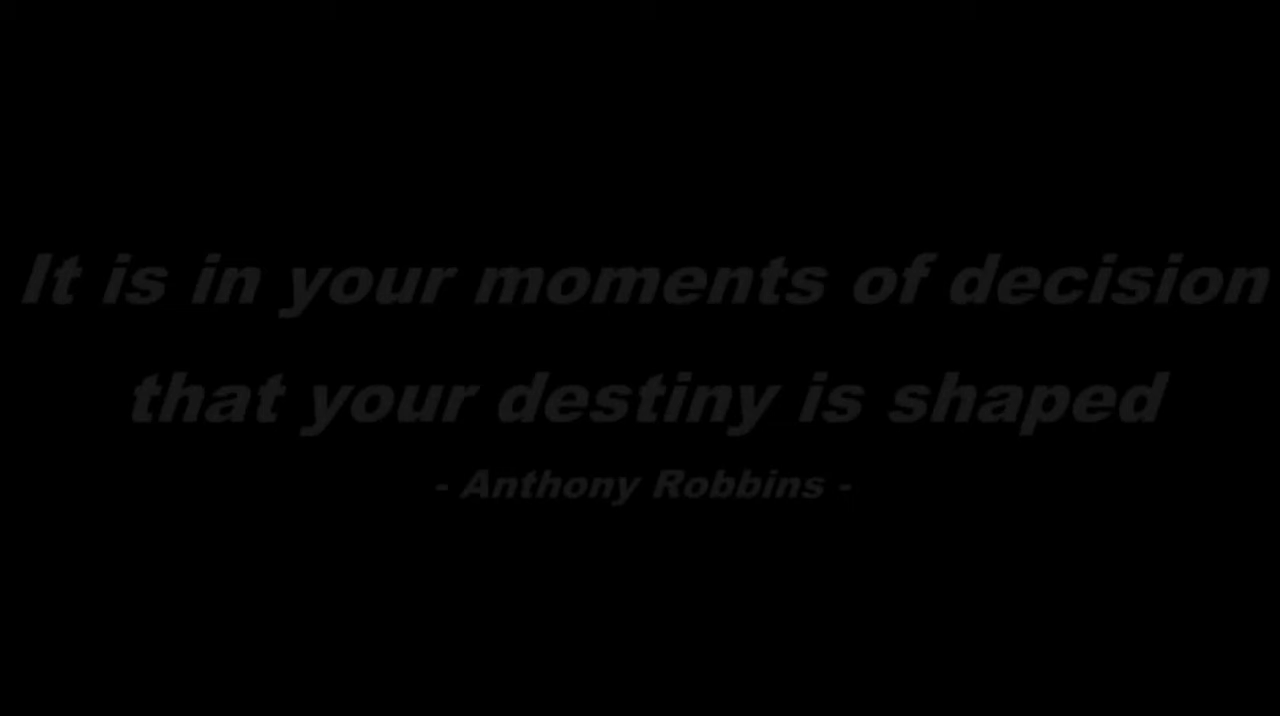 It is in your moments of decision
that your destiny is shaped
- Anthony Robbins -